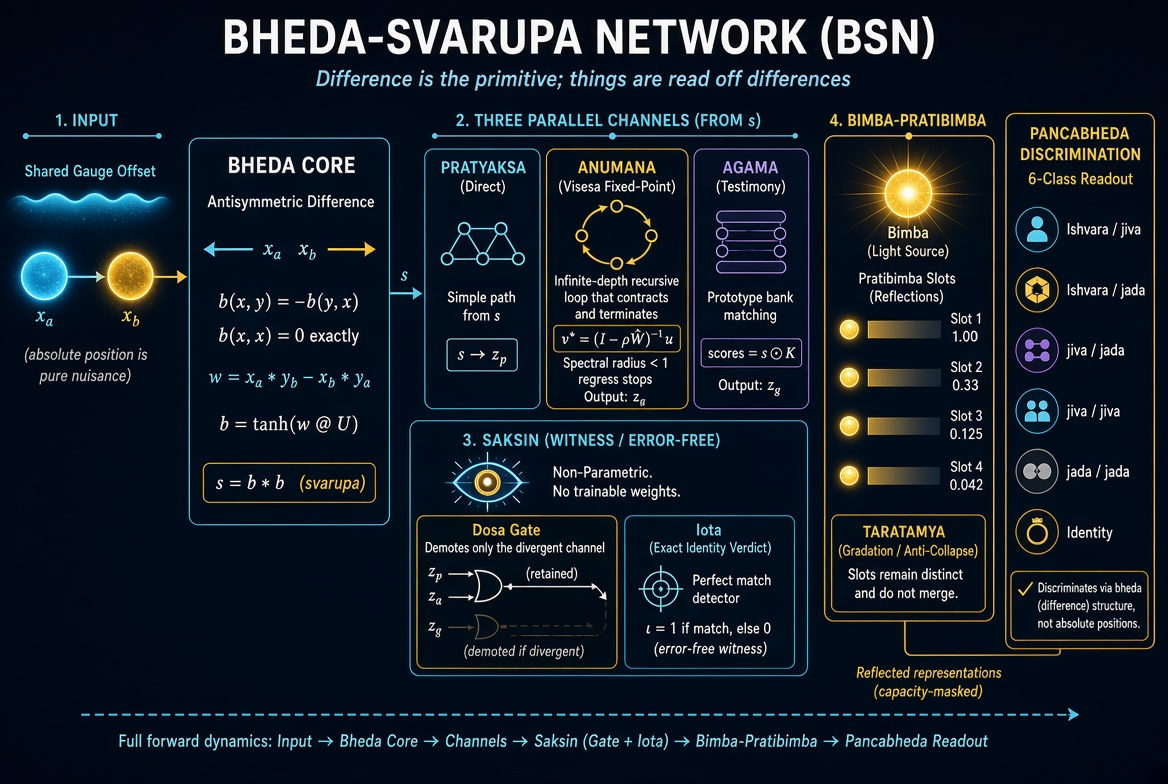 BHEDA-SVARUPA NETWORK (BSN)
Difference is the primitive; things are read off differences
1. INPUT
Shared Gauge Offset
xₐ
x_b
(absolute position is
pure nuisance)
BHEDA CORE
Antisymmetric Difference
xₐ x_b
b(x, y) = −b(y, x)
b(x, x) = 0 exactly
w = xₐ * y_b − x_b * yₐ
b = tanh(w @ U)
s = b * b (svarupa)
s
2. THREE PARALLEL CHANNELS (FROM s)
PRATYAKSA
(Direct)
Simple path
from s
s → z_p
ANUMANA
(Visesa Fixed-Point)
Infinite-depth recursive
loop that contracts
and terminates
v* = (I − ρŴ)⁻¹u
Spectral radius < 1
regress stops
Output: z_g
AGAMA
(Testimony)
Prototype bank
matching
scores = s ⊙ K
Output: z_g
3. SAKSIN (WITNESS / ERROR-FREE)
Non-Parametric.
No trainable weights.
Dosa Gate
Demotes only the divergent channel
z_p
(retained)
zₐ
z_g
(demoted if divergent)
Iota
(Exact Identity Verdict)
Perfect match
detector
ι = 1 if match, else 0
(error-free witness)
4. BIMBA-PRATIBIMBA
Bimba
(Light Source)
Pratibimba Slots
(Reflections)
Slot 1
1.00
Slot 2
0.33
Slot 3
0.125
Slot 4
0.042
TARATAMYA
(Gradation / Anti-Collapse)
Slots remain distinct
and do not merge.
Reflected representations
(capacity-masked)
PANCABHEDA
DISCRIMINATION
6-Class Readout
Ishvara / jiva
Ishvara / jada
jiva / jada
jiva / jiva
jada / jada
Identity
✓ Discriminates via bheda
(difference) structure,
not absolute positions.
Full forward dynamics: Input → Bheda Core → Channels → Saksin (Gate + Iota) → Bimba-Pratibimba → Pancabheda Readout